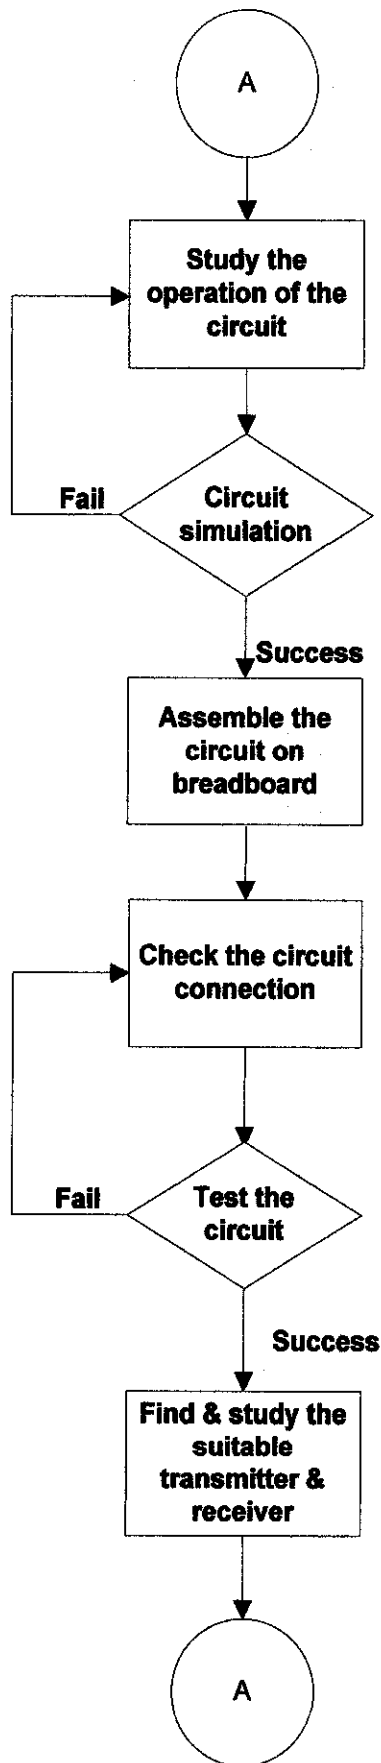 A
Study the
operation of the
circuit
Fail
Circuit
simulation
Success
Assemble the
circuit on
breadboard
Check the circuit
connection
Fail
Test the
circuit
Success
Find & study the
suitable
transmitter &
receiver
A